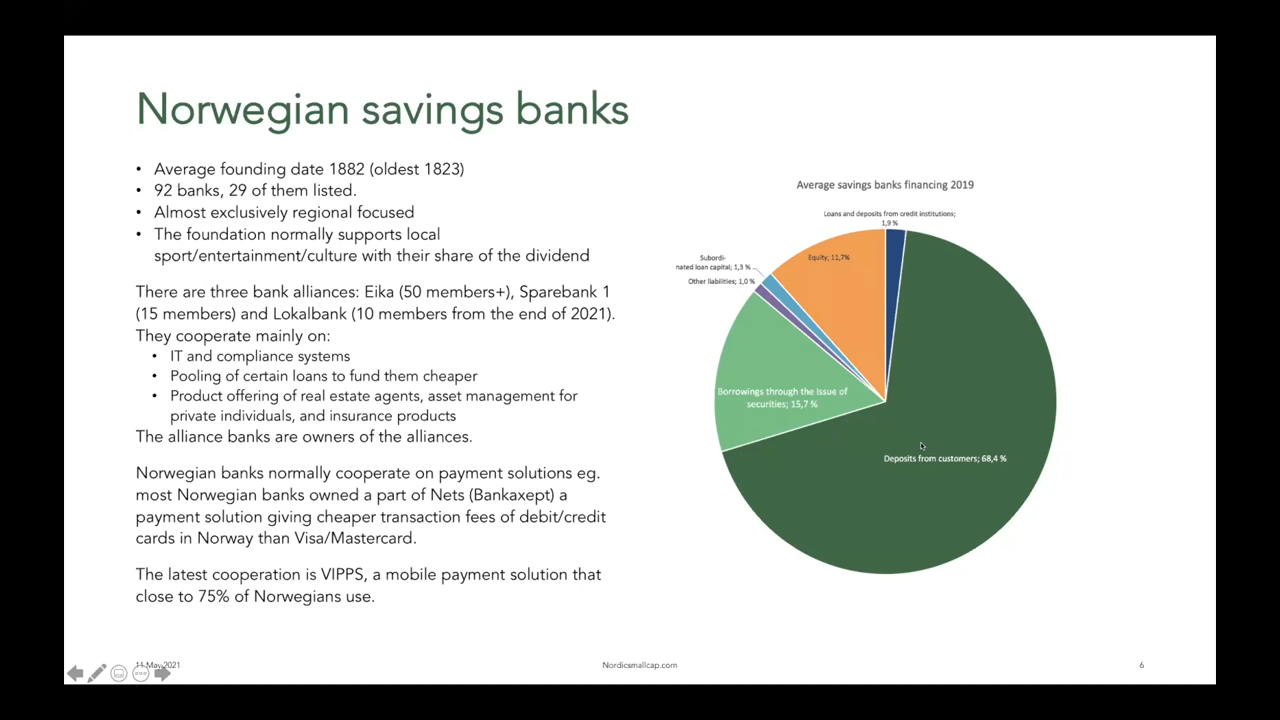 Norwegian savings banks
• Average founding date 1882 (oldest 1823)
• 92 banks, 29 of them listed.
• Almost exclusively regional focused
• The foundation normally supports local
sport/entertainment/culture with their share of the dividend
There are three bank alliances: Eika (50 members+), Sparebank 1
(15 members) and Lokalbank (10 members from the end of 2021).
They cooperate mainly on:
• IT and compliance systems
• Pooling of certain loans to fund them cheaper
• Product offering of real estate agents, asset management for
private individuals, and insurance products
The alliance banks are owners of the alliances.
Norwegian banks normally cooperate on payment solutions eg.
most Norwegian banks owned a part of Nets (Bankaxept) a
payment solution giving cheaper transaction fees of debit/credit
cards in Norway than Visa/Mastercard.
The latest cooperation is VIPPS, a mobile payment solution that
close to 75% of Norwegians use.
Average savings banks financing 2019
Loans and deposits from credit institutions;
1,9 %
Equity; 11,7%
Subordi-
nated loan capital; 1,3 %
Other liabilities; 1,0 %
Borrowings through the Issue of
securities; 15,7 %
Deposits from customers; 68,4 %
11 May 2021
Nordicsmallcap.com
6